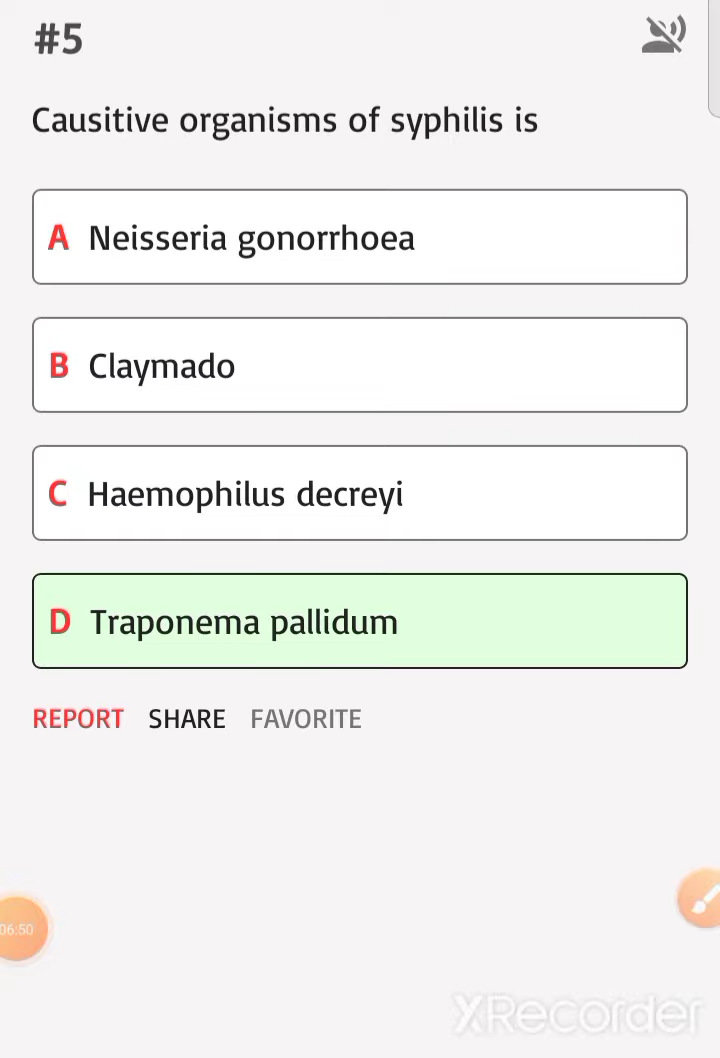 #5
Causitive organisms of syphilis is
A Neisseria gonorrhoea
B Claymado
C Haemophilus decreyi
D Traponema pallidum
REPORT SHARE FAVORITE
06:50
XRecorder